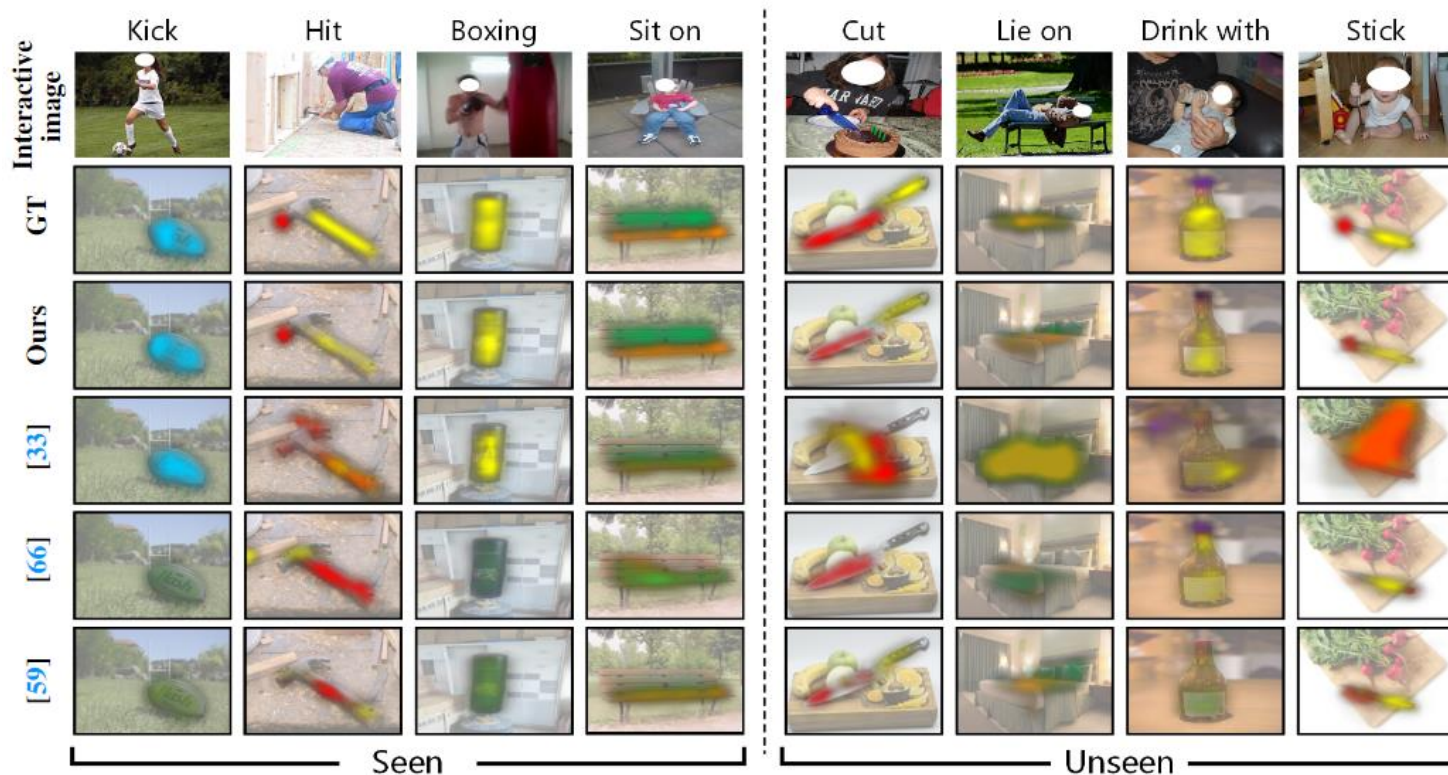 Kick Hit Boxing Sit on Cut Lie on Drink with Stick
Interactive
image
GT
Ours
[33]
[66]
[59]
Seen Unseen